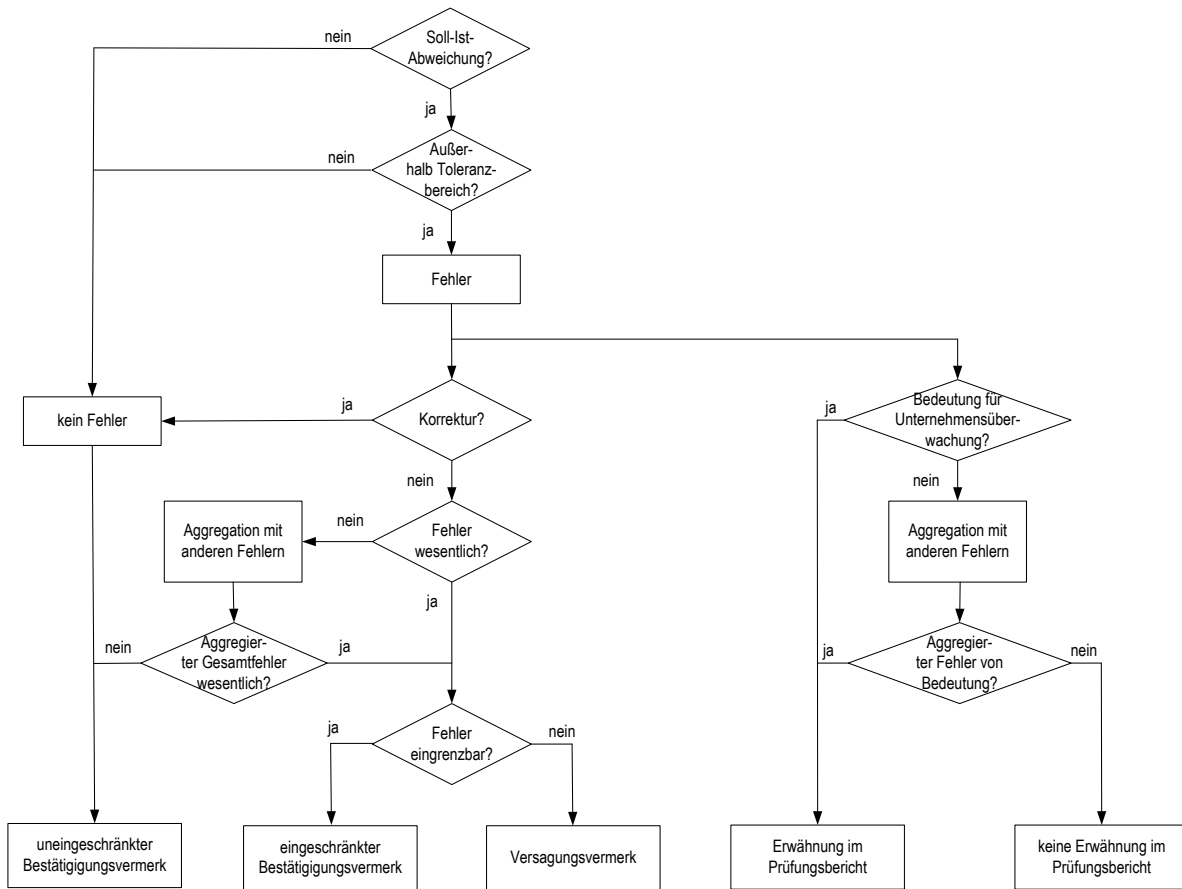 nein
Soll-Ist-
Abweichung?
ja
nein
Außer-
halb Toleranz-
bereich?
ja
Fehler
kein Fehler
ja
Korrektur?
ja
Bedeutung für
Unternehmensüber-
wachung?
nein
nein
Aggregation mit
anderen Fehlern
nein
Fehler
wesentlich?
Aggregation mit
anderen Fehlern
ja
nein
Aggregier-
ter Gesamtfehler
wesentlich?
ja
ja
Aggregier-
ter Fehler von
Bedeutung?
nein
ja
Fehler
eingrenzbar?
nein
uneingeschränkter
Bestätigigungsvermerk
eingeschränkter
Bestätigigungsvermerk
Versagungsvermerk
Erwähnung im
Prüfungsbericht
keine Erwähnung im
Prüfungsbericht